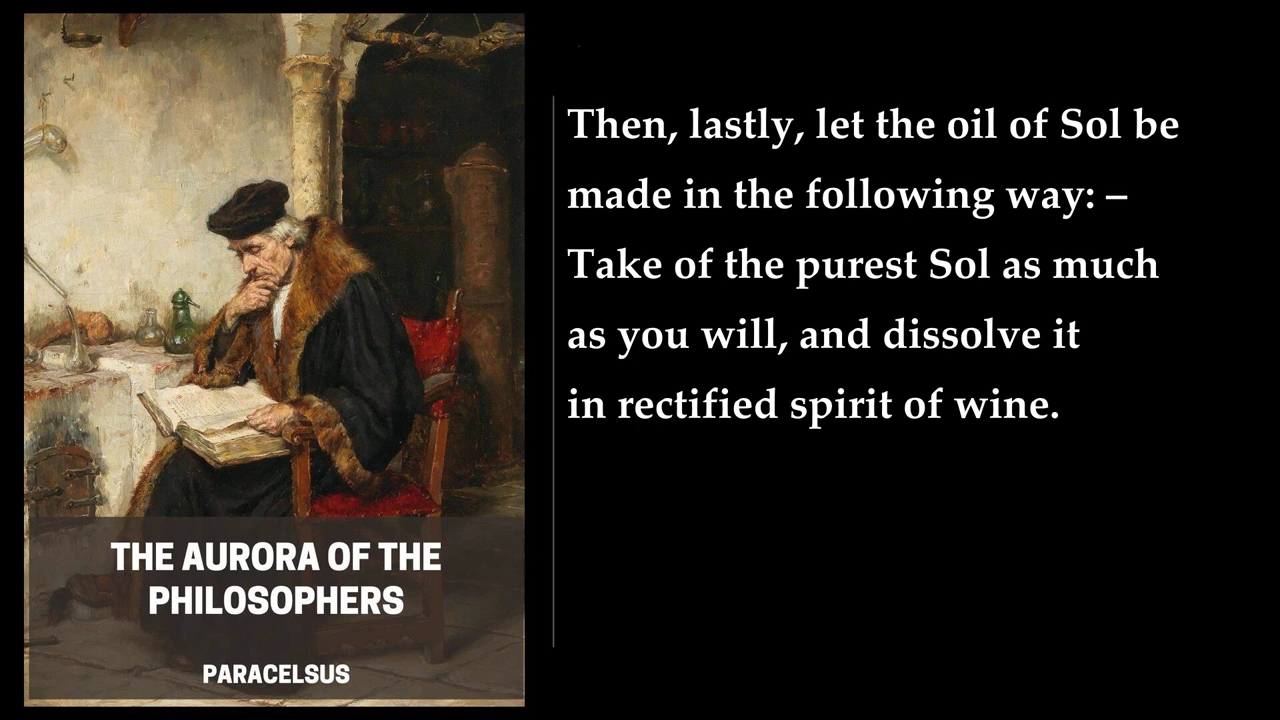 THE AURORA OF THE
PHILOSOPHERS
PARACELSUS
Then, lastly, let the oil of Sol be
made in the following way: –
Take of the purest Sol as much
as you will, and dissolve it
in rectified spirit of wine.